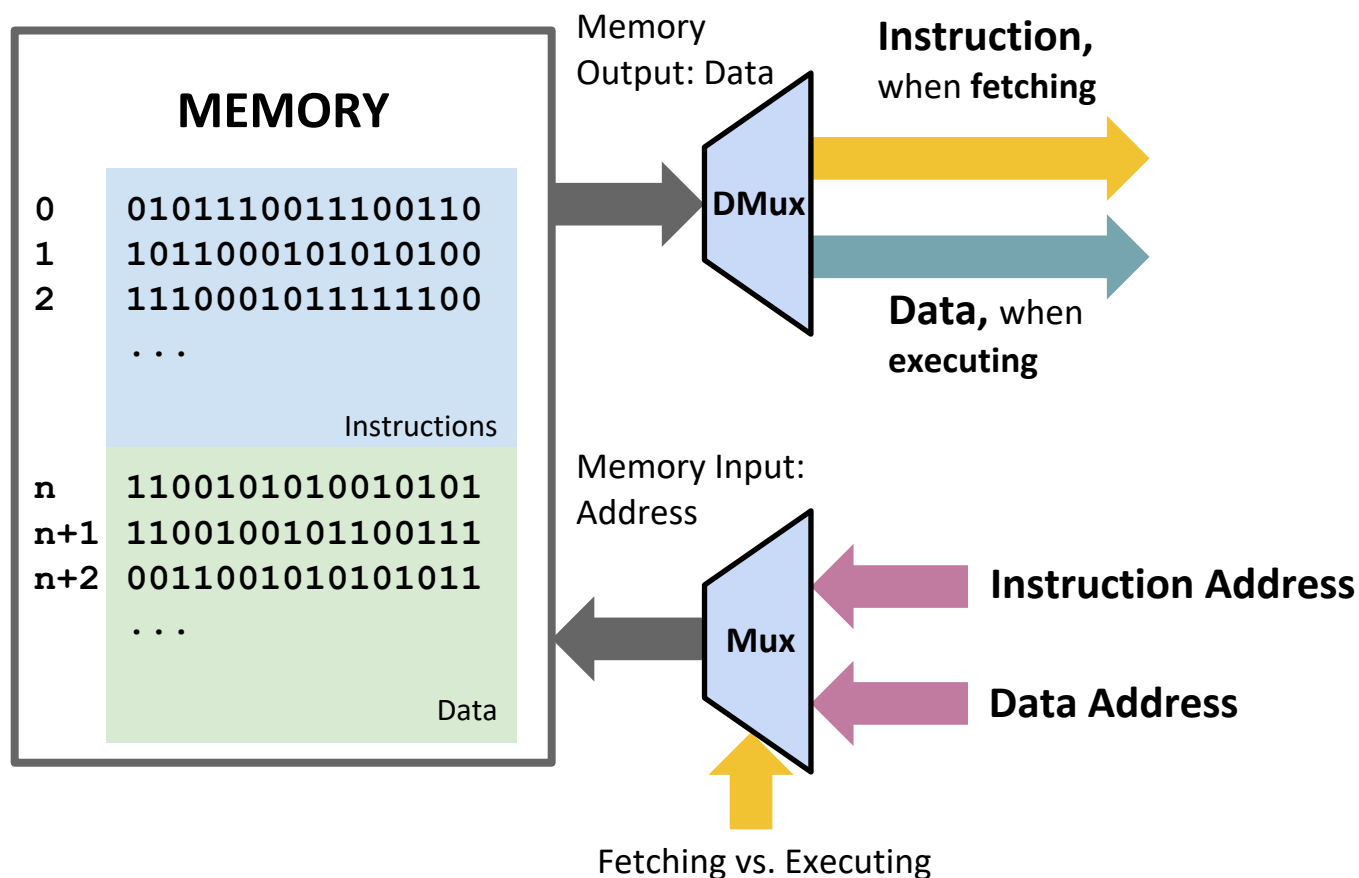 MEMORY
0 0101110011100110
1 1011000101010100
2 1110001011111100
...
Instructions
n 1100101010010101
n+1 1100100101100111
n+2 0011001010101011
...
Data
Memory
Output: Data
DMux
Instruction,
when fetching
Data, when
executing
Memory Input:
Address
Mux
Instruction Address
Data Address
Fetching vs. Executing